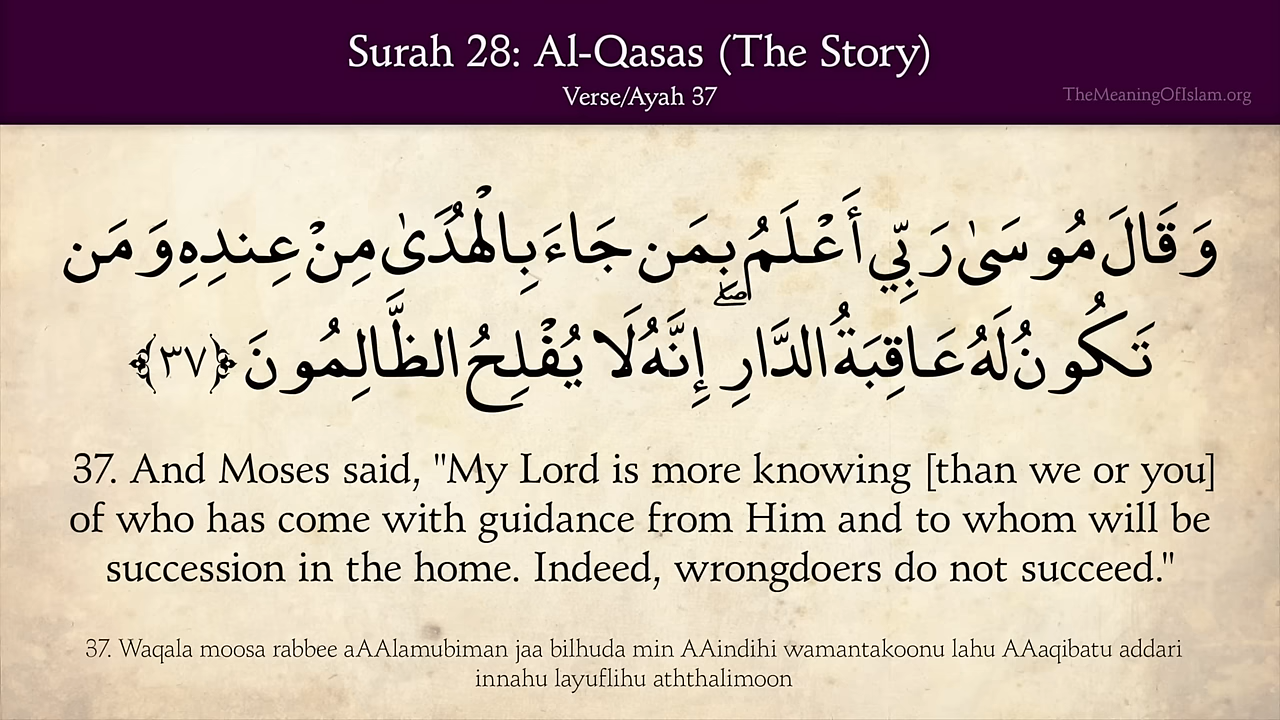 Surah 28: Al-Qasas (The Story)
Verse/Ayah 37
TheMeaningOfIslam.org
وَقَالَ مُوسَىٰ رَبِّي أَعْلَمُ بِمَن جَاءَ بِالْهُدَىٰ مِنْ عِندِهِ وَمَن
تَكُونُ لَهُ عَاقِبَةُ الدَّارِ ۖ إِنَّهُ لَا يُفْلِحُ الظَّالِمُونَ ﴿٣٧﴾
37. And Moses said, "My Lord is more knowing [than we or you]
of who has come with guidance from Him and to whom will be
succession in the home. Indeed, wrongdoers do not succeed."
37. Waqala moosa rabbee aAAlamubiman jaa bilhuda min AAindihi wamantakoonu lahu AAaqibatu addari
innahu layuflihu aththalimoon